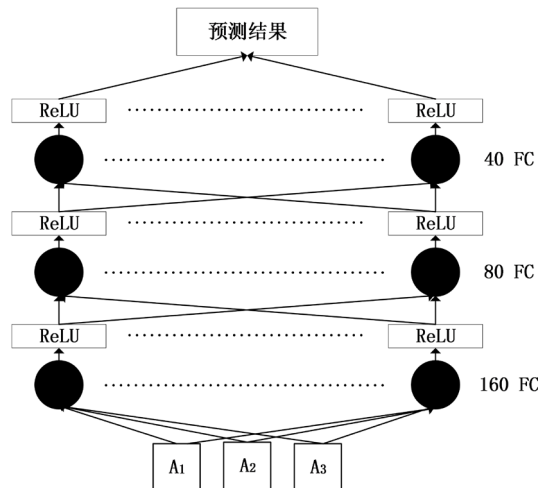 预测结果
ReLU ReLU
40 FC
ReLU ReLU
80 FC
ReLU ReLU
160 FC
A₁ A₂ A₃